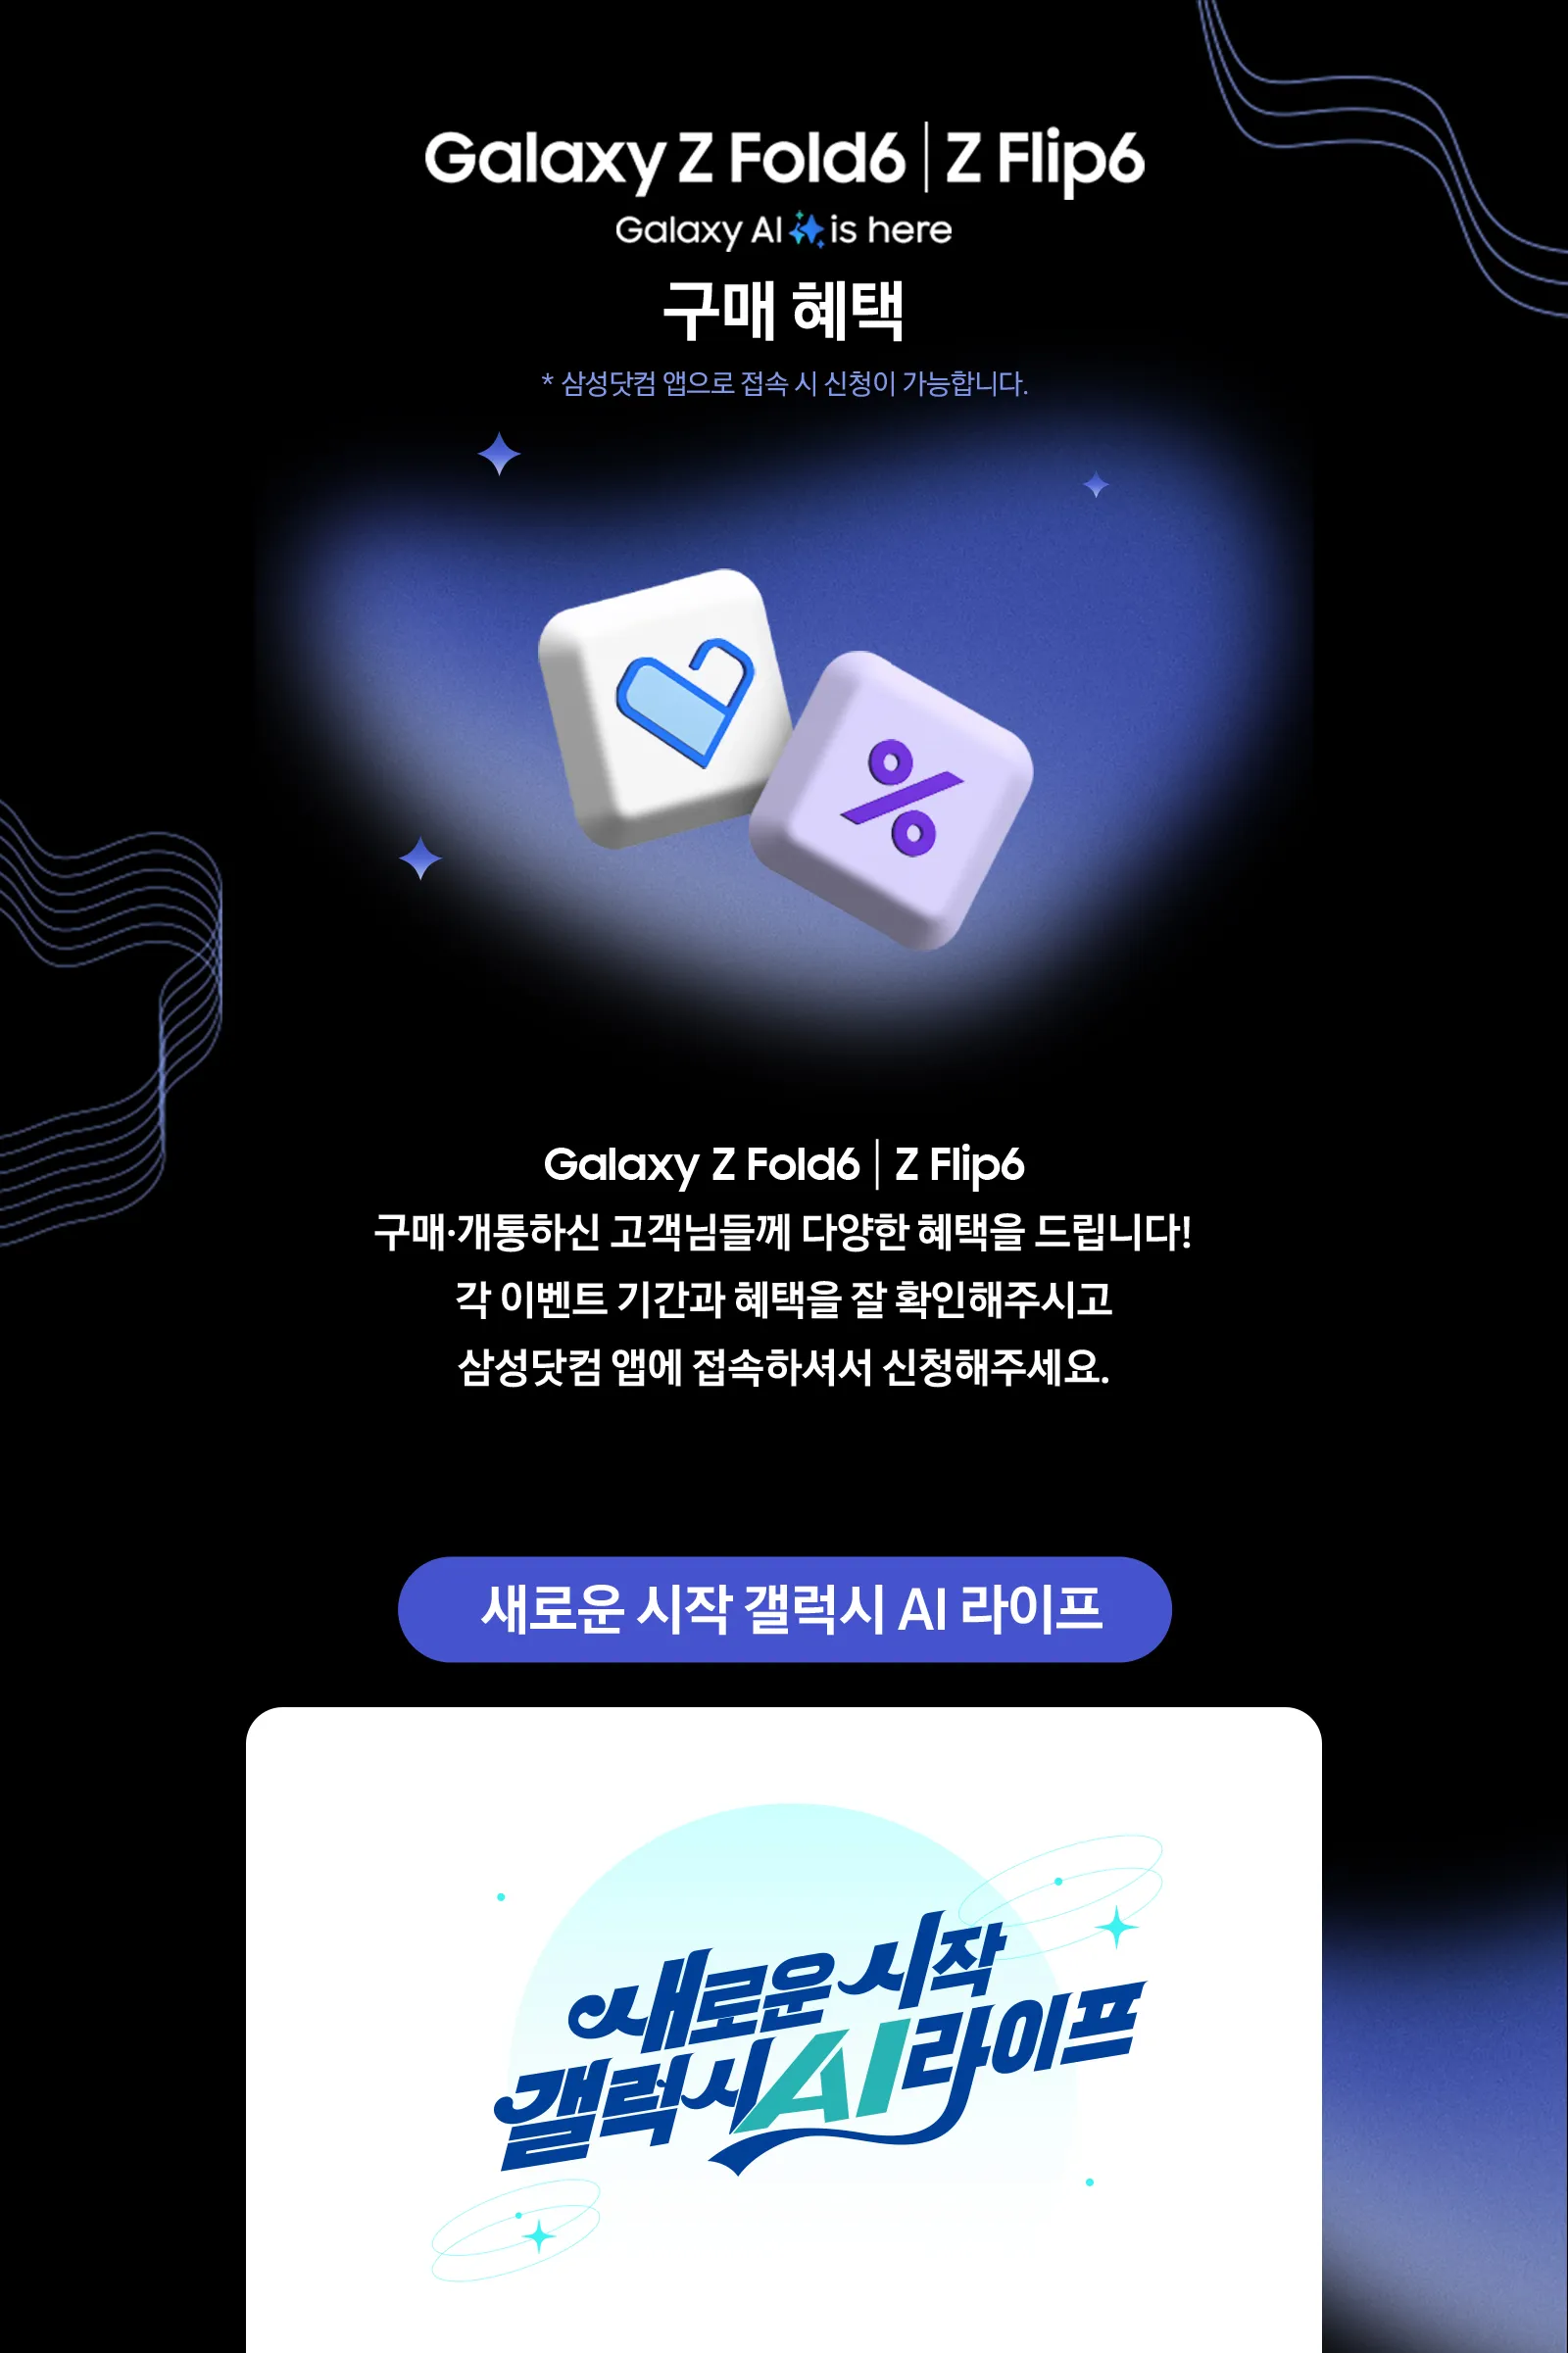 Galaxy Z Fold6 | Z Flip6
Galaxy AI is here
구매 혜택
* 삼성닷컴 앱으로 접속 시 신청이 가능합니다.
%
Galaxy Z Fold6 | Z Flip6
구매·개통하신 고객님들께 다양한 혜택을 드립니다!
각 이벤트 기간과 혜택을 잘 확인해주시고
삼성닷컴 앱에 접속하셔서 신청해주세요.
새로운 시작 갤럭시 AI 라이프
새로운 시작
갤럭시 AI 라이프